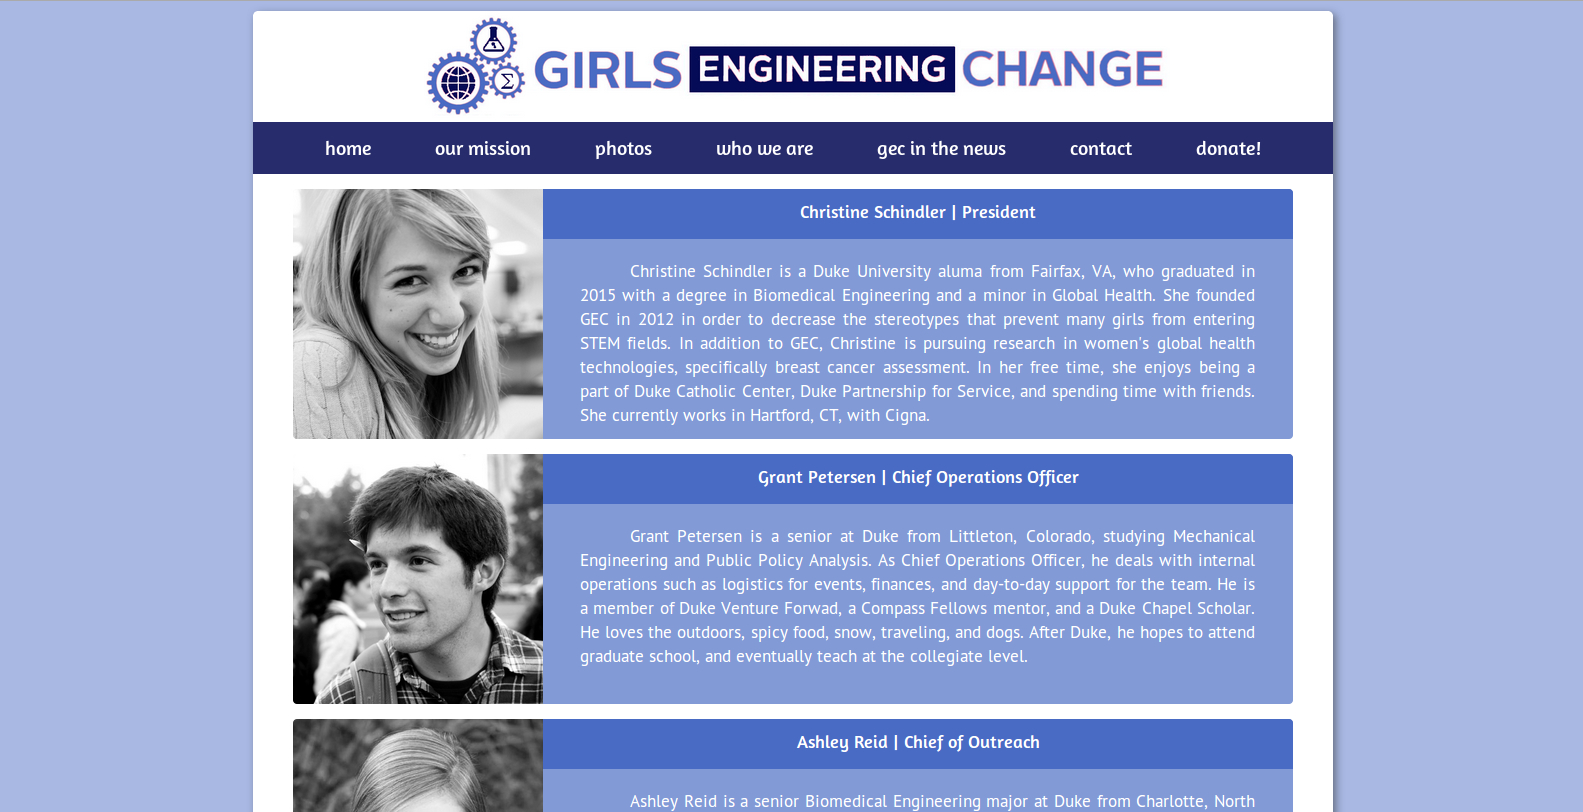 GIRLS ENGINEERING CHANGE
Σ
home our mission photos who we are gec in the news contact donate!
Christine Schindler | President
Christine Schindler is a Duke University aluma from Fairfax, VA, who graduated in
2015 with a degree in Biomedical Engineering and a minor in Global Health. She founded
GEC in 2012 in order to decrease the stereotypes that prevent many girls from entering
STEM fields. In addition to GEC, Christine is pursuing research in women's global health
technologies, specifically breast cancer assessment. In her free time, she enjoys being a
part of Duke Catholic Center, Duke Partnership for Service, and spending time with friends.
She currently works in Hartford, CT, with Cigna.
Grant Petersen | Chief Operations Officer
Grant Petersen is a senior at Duke from Littleton, Colorado, studying Mechanical
Engineering and Public Policy Analysis. As Chief Operations Officer, he deals with internal
operations such as logistics for events, finances, and day-to-day support for the team. He is
a member of Duke Venture Forwad, a Compass Fellows mentor, and a Duke Chapel Scholar.
He loves the outdoors, spicy food, snow, traveling, and dogs. After Duke, he hopes to attend
graduate school, and eventually teach at the collegiate level.
Ashley Reid | Chief of Outreach
Ashley Reid is a senior Biomedical Engineering major at Duke from Charlotte, North